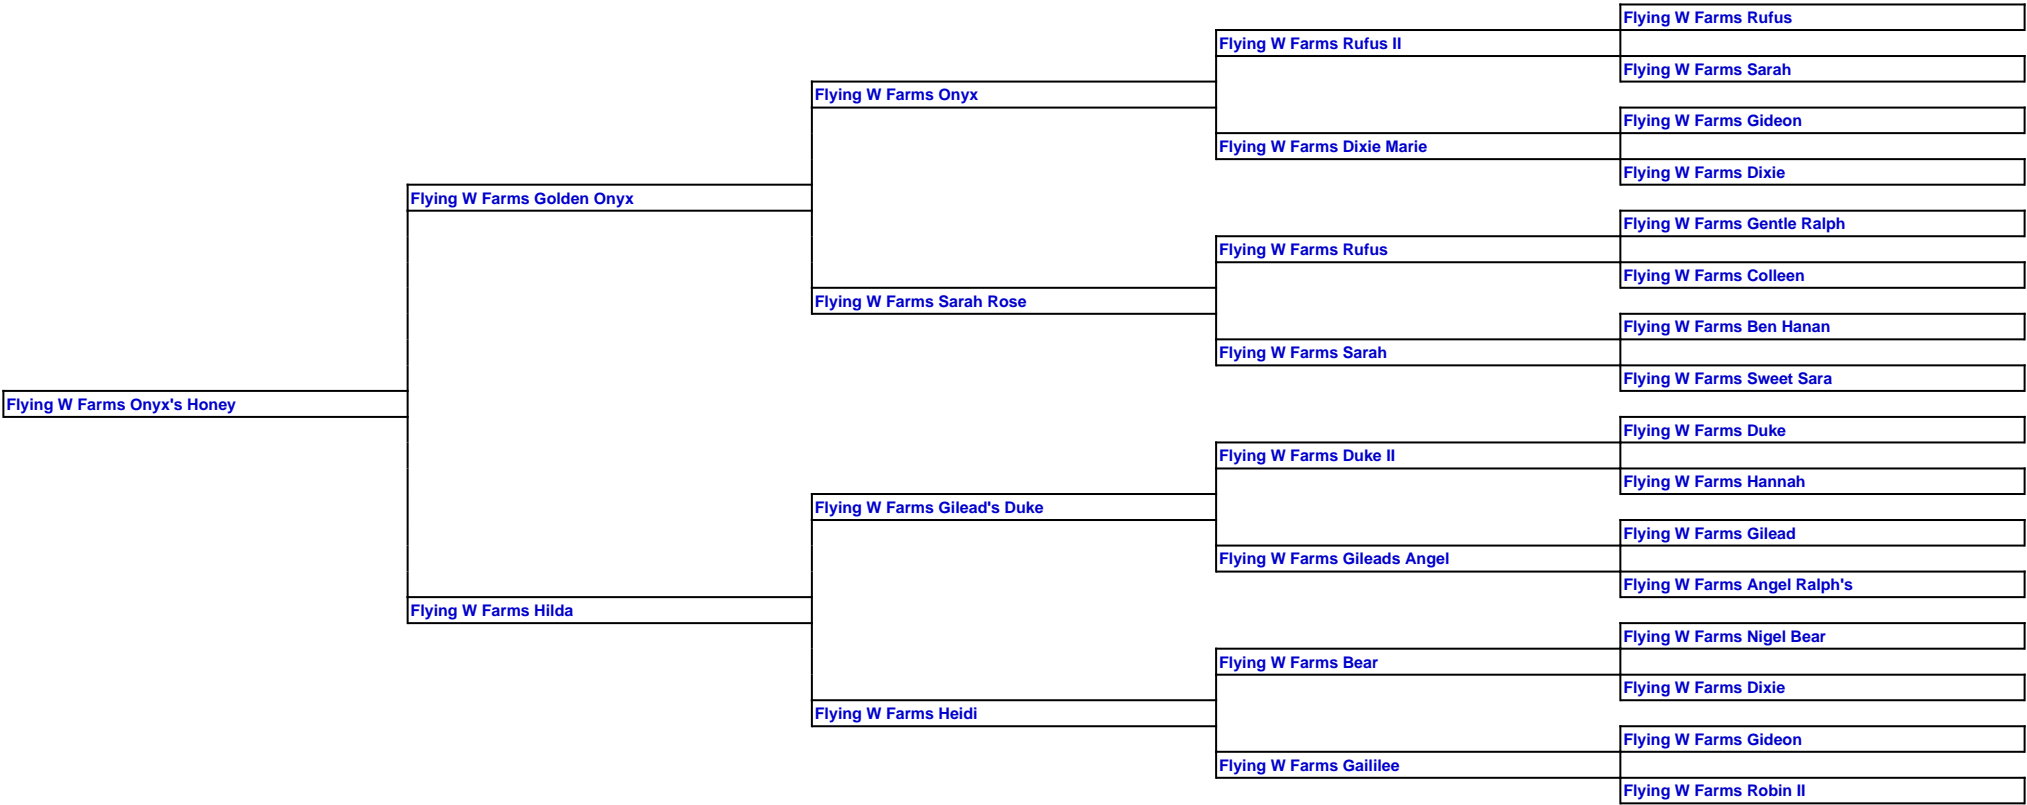 Flying W Farms Rufus
Flying W Farms Rufus II
Flying W Farms Sarah
Flying W Farms Onyx
Flying W Farms Gideon
Flying W Farms Dixie Marie
Flying W Farms Dixie
Flying W Farms Golden Onyx
Flying W Farms Gentle Ralph
Flying W Farms Rufus
Flying W Farms Colleen
Flying W Farms Sarah Rose
Flying W Farms Ben Hanan
Flying W Farms Sarah
Flying W Farms Sweet Sara
Flying W Farms Onyx's Honey
Flying W Farms Duke
Flying W Farms Duke II
Flying W Farms Hannah
Flying W Farms Gilead's Duke
Flying W Farms Gilead
Flying W Farms Gileads Angel
Flying W Farms Angel Ralph's
Flying W Farms Hilda
Flying W Farms Nigel Bear
Flying W Farms Bear
Flying W Farms Dixie
Flying W Farms Heidi
Flying W Farms Gideon
Flying W Farms Gaililee
Flying W Farms Robin II